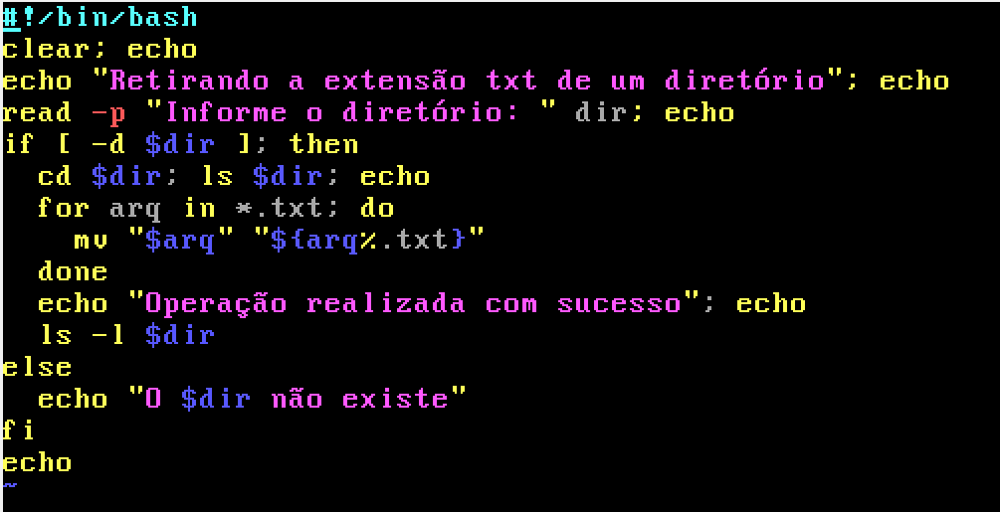 #!/bin/bash
clear; echo
echo "Retirando a extensão txt de um diretório"; echo
read -p "Informe o diretório: " dir; echo
if [ -d $dir ]; then
  cd $dir; ls $dir; echo
  for arq in *.txt; do
    mv "$arq" "${arq%.txt}"
  done
  echo "Operação realizada com sucesso"; echo
  ls -l $dir
else
  echo "O $dir não existe"
fi
echo
~